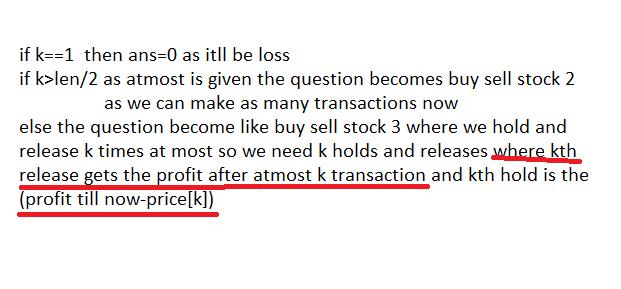 if k==1  then ans=0 as itll be loss
if k>len/2 as atmost is given the question becomes buy sell stock 2
as we can make as many transactions now
else the question become like buy sell stock 3 where we hold and
release k times at most so we need k holds and releases where kth
release gets the profit after atmost k transaction and kth hold is the
(profit till now-price[k])